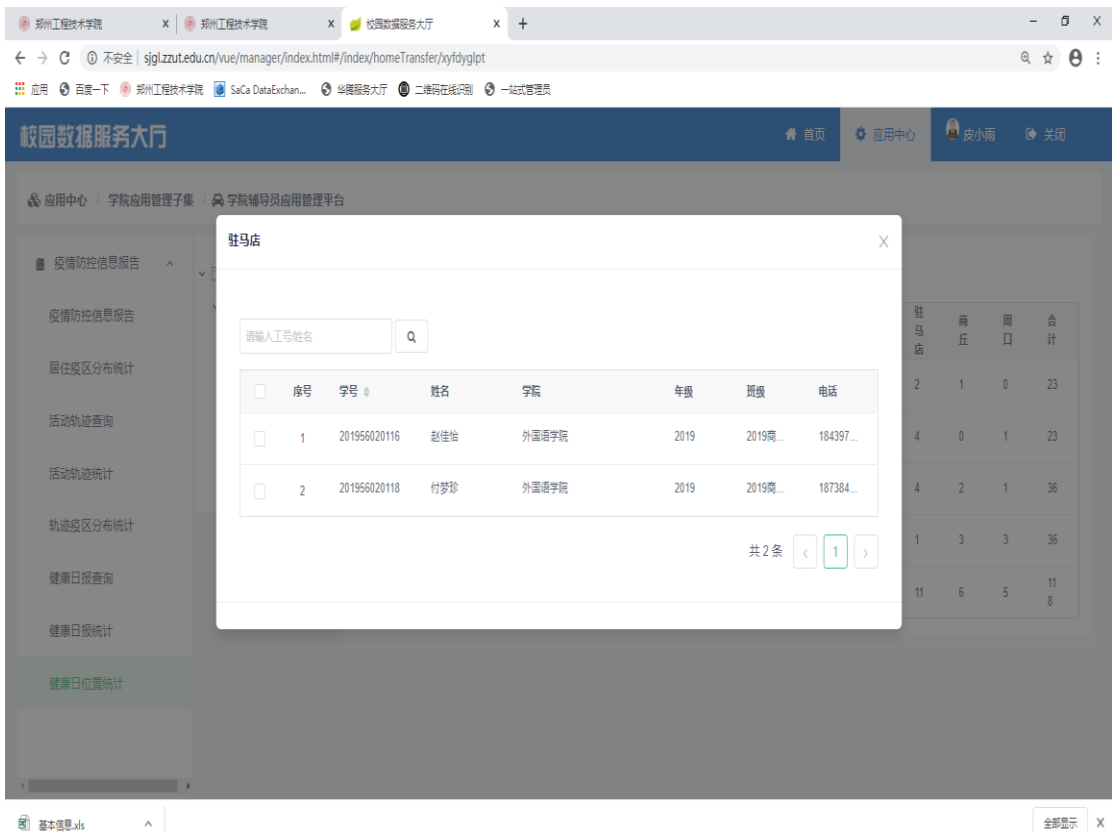 郑州工程技术学院 X 郑州工程技术学院 X 校园数据服务大厅 X +
不安全 | sjgl.zzut.edu.cn/vue/manager/index.html#/index/homeTransfer/xyfdyglpt
应用 百度一下 郑州工程技术学院 SaCa DataExchan... 华腾服务大厅 二维码在线识别 一站式管理员
校园数据服务大厅 首页 应用中心 皮小雨 关闭
应用中心 / 学院应用管理子集 / 学院辅导员应用管理平台
驻马店 X
疫情防控信息报告
疫情防控信息报告
居住疫区分布统计
活动轨迹查询
活动轨迹统计
轨迹疫区分布统计
健康日报查询
健康日报统计
健康日位置统计
请输入工号/姓名
序号 学号 姓名 学院 年级 班级 电话
1 201956020116 赵佳怡 外国语学院 2019 2019商... 184397...
2 201956020118 付梦珍 外国语学院 2019 2019商... 187384...
共 2 条 < 1 >
驻马店 商丘 周口 合计
2 1 0 23
4 0 1 23
4 2 1 36
1 3 3 36
11 6 5 118
基本信息.xls
全部显示 X